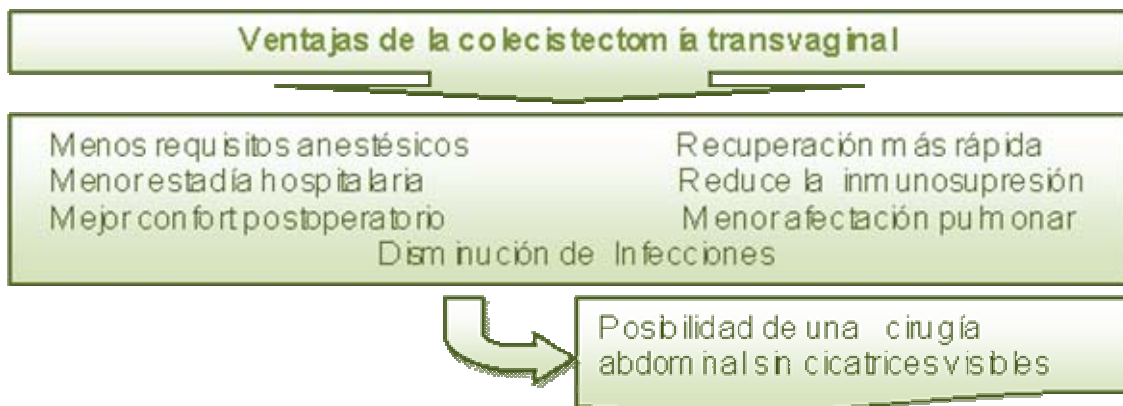 Ventajas de la colecistectomía transvaginal
Menos requisitos anestésicos
Menor estadía hospitalaria
Mejor confort postoperatorio
Recuperación más rápida
Reduce la inmunosupresión
Menor afectación pulmonar
Disminución de Infecciones
Posibilidad de una cirugía
abdominal sin cicatrices visibles